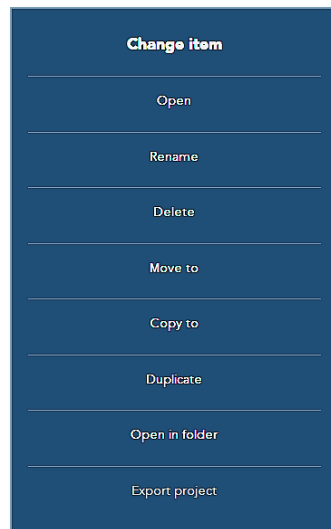 Change item
Open
Rename
Delete
Move to
Copy to
Duplicate
Open in folder
Export project